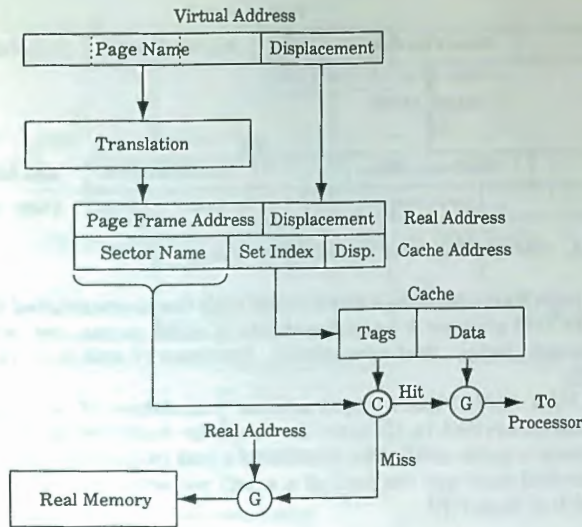 Virtual Address
Page Name Displacement
Translation
Page Frame Address Displacement Real Address
Sector Name Set Index Disp. Cache Address
Cache
Tags Data
C Hit G To
Processor
Real Address
Miss
Real Memory G